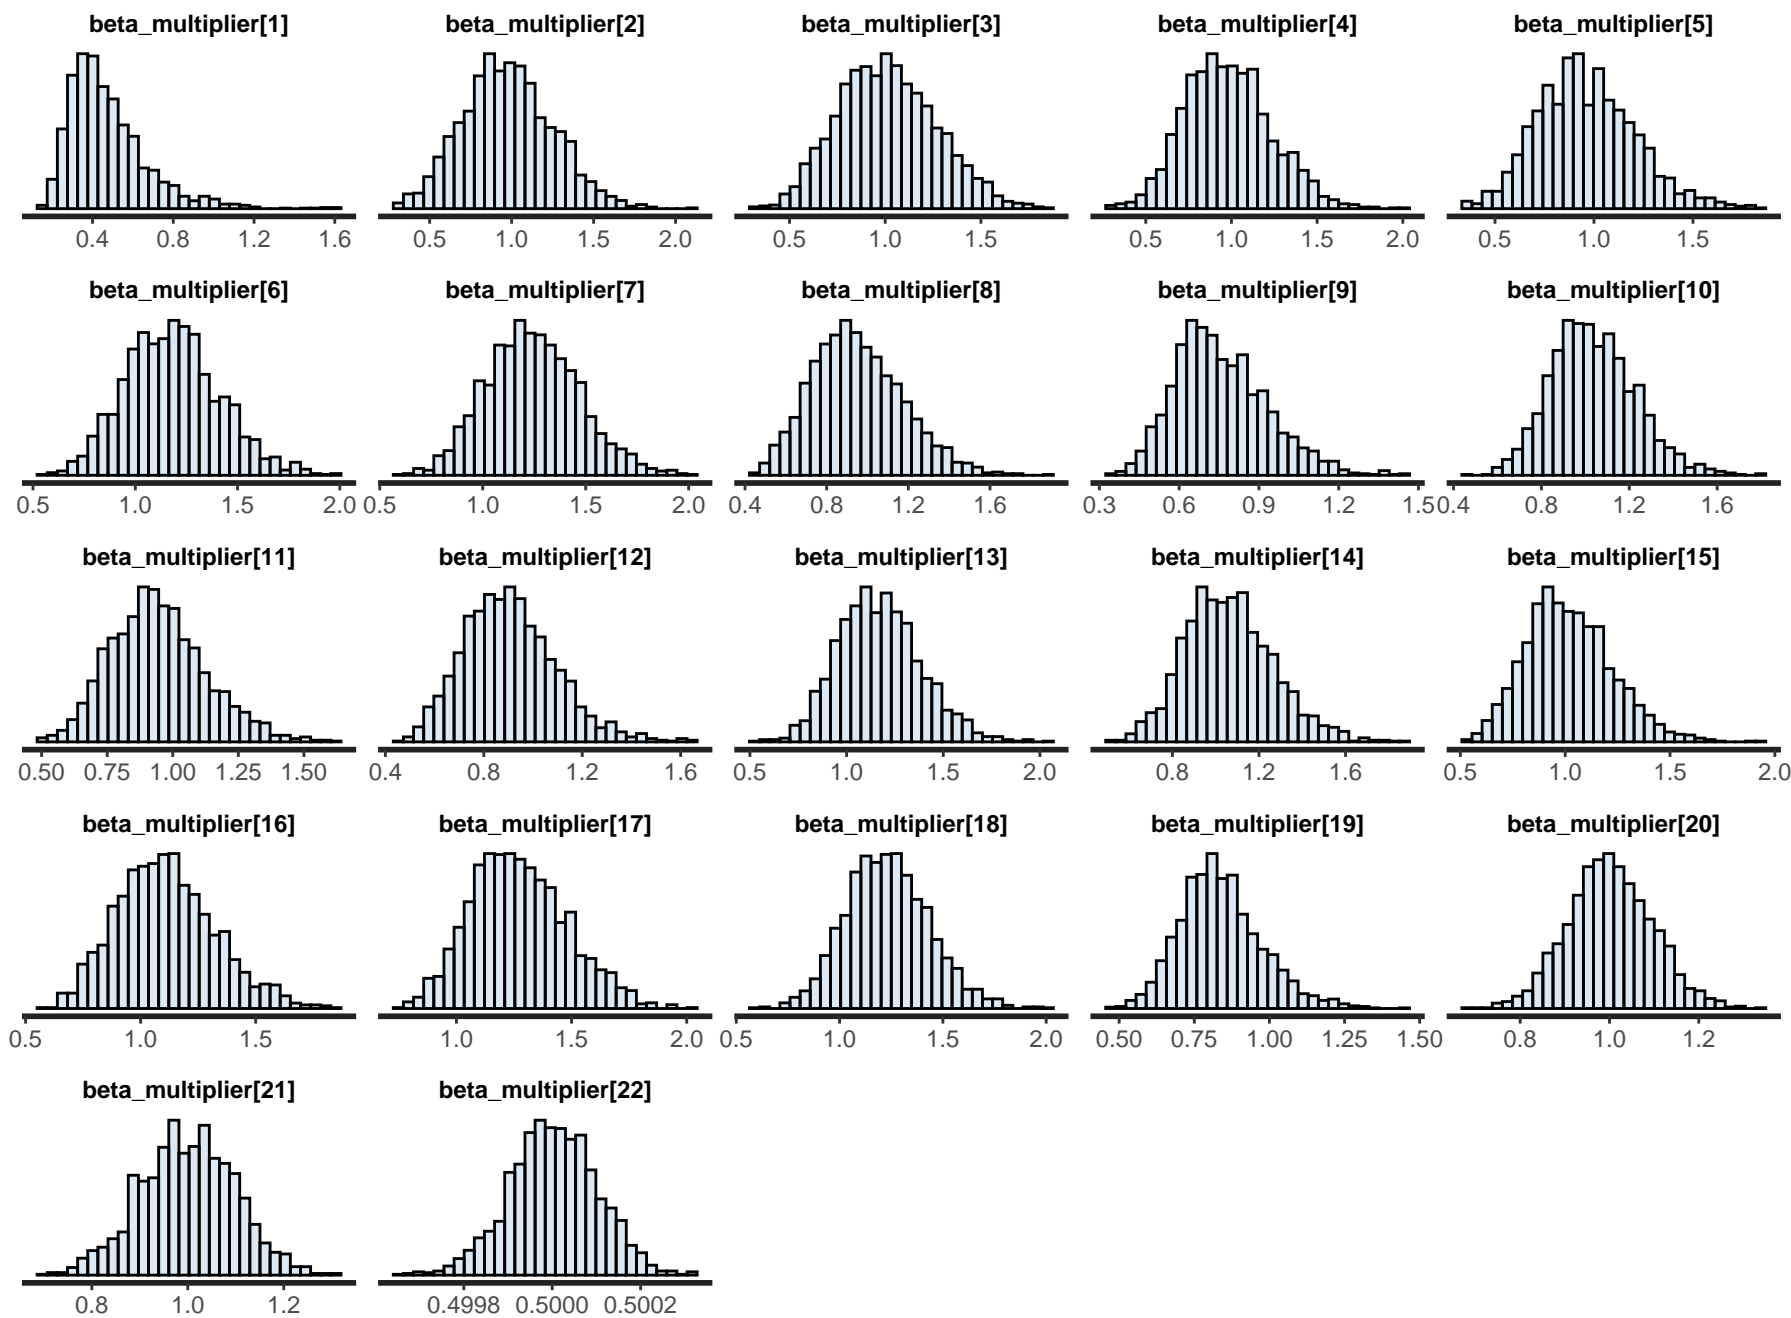 beta_multiplier[1] beta_multiplier[2] beta_multiplier[3] beta_multiplier[4] beta_multiplier[5]
0.4 0.8 1.2 1.6 0.5 1.0 1.5 2.0 0.5 1.0 1.5 0.5 1.0 1.5 2.0 0.5 1.0 1.5
beta_multiplier[6] beta_multiplier[7] beta_multiplier[8] beta_multiplier[9] beta_multiplier[10]
0.5 1.0 1.5 2.0 0.5 1.0 1.5 2.0 0.4 0.8 1.2 1.6 0.3 0.6 0.9 1.2 1.5 0.4 0.8 1.2 1.6
beta_multiplier[11] beta_multiplier[12] beta_multiplier[13] beta_multiplier[14] beta_multiplier[15]
0.50 0.75 1.00 1.25 1.50 0.4 0.8 1.2 1.6 0.5 1.0 1.5 2.0 0.8 1.2 1.6 0.5 1.0 1.5 2.0
beta_multiplier[16] beta_multiplier[17] beta_multiplier[18] beta_multiplier[19] beta_multiplier[20]
0.5 1.0 1.5 1.0 1.5 2.0 0.5 1.0 1.5 2.0 0.50 0.75 1.00 1.25 1.50 0.8 1.0 1.2
beta_multiplier[21] beta_multiplier[22]
0.8 1.0 1.2 0.4998 0.5000 0.5002